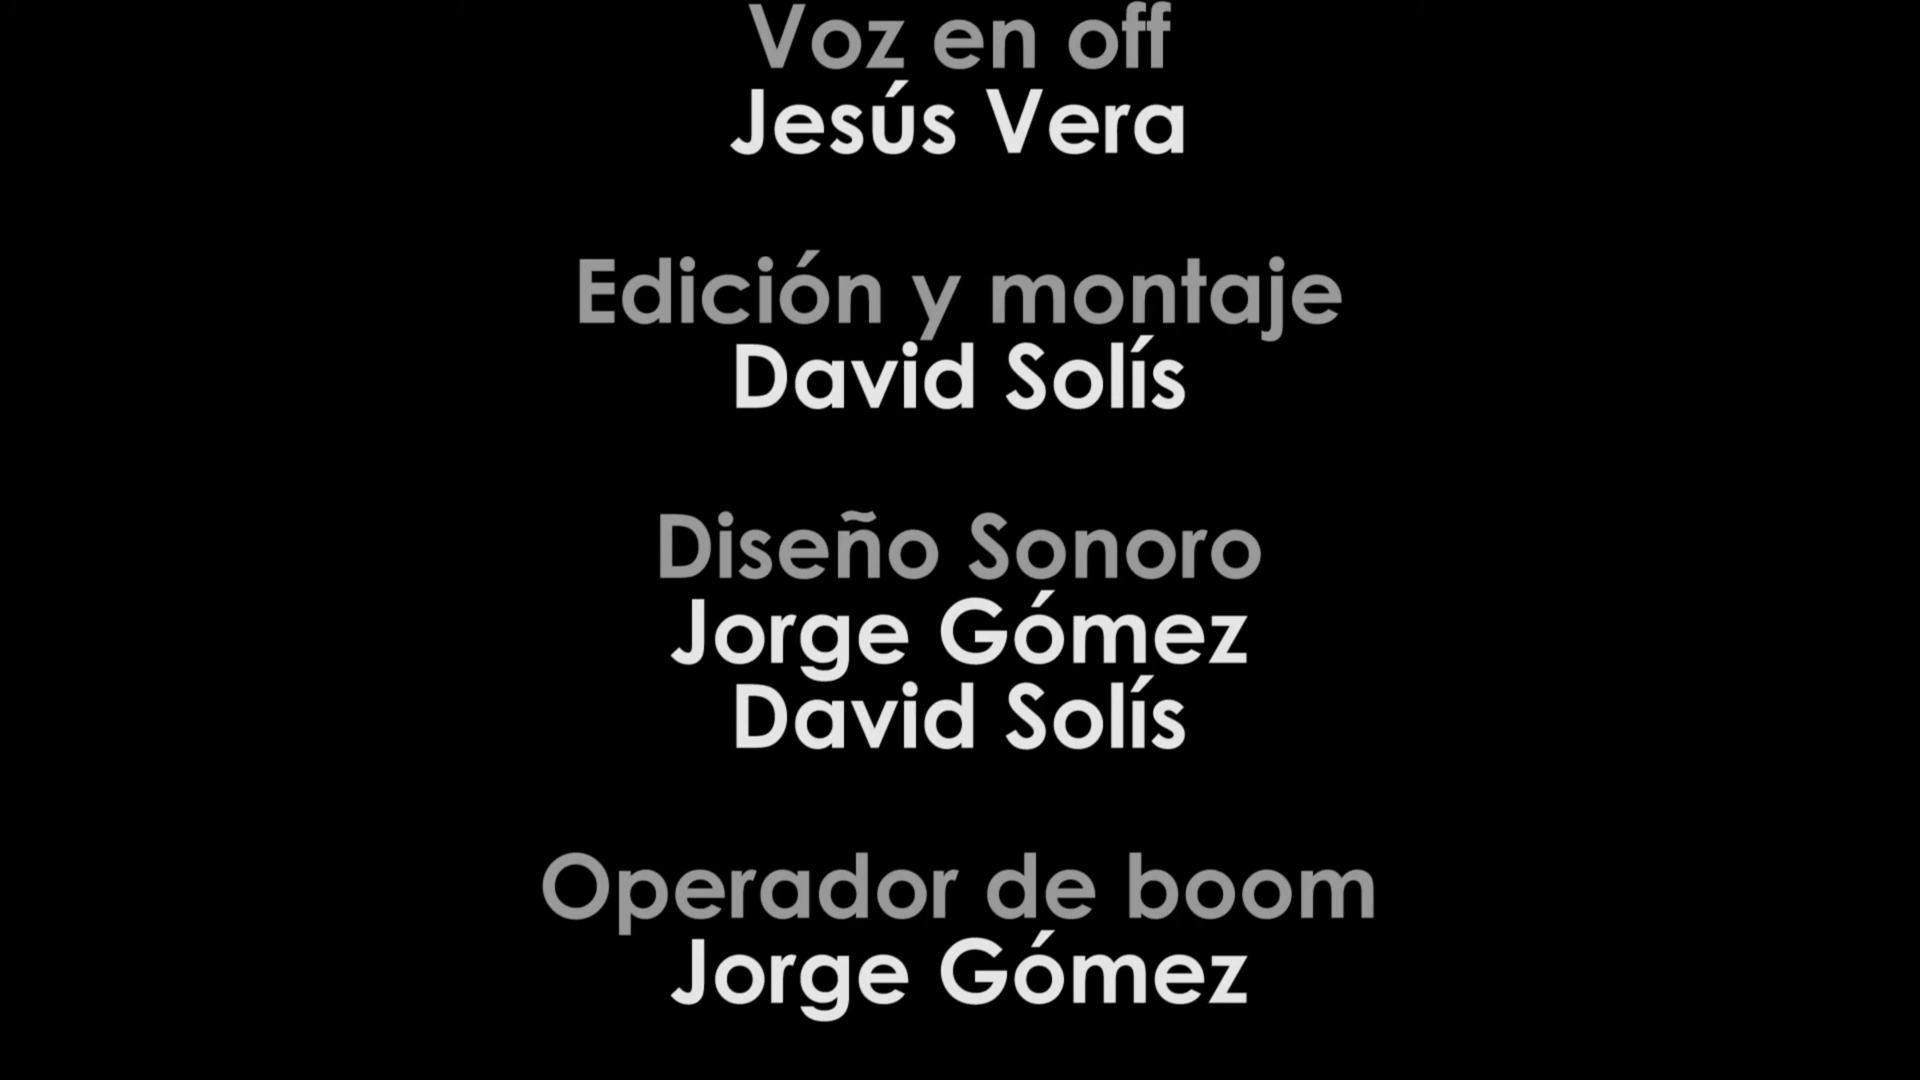 Voz en off
Jesús Vera
Edición y montaje
David Solís
Diseño Sonoro
Jorge Gómez
David Solís
Operador de boom
Jorge Gómez